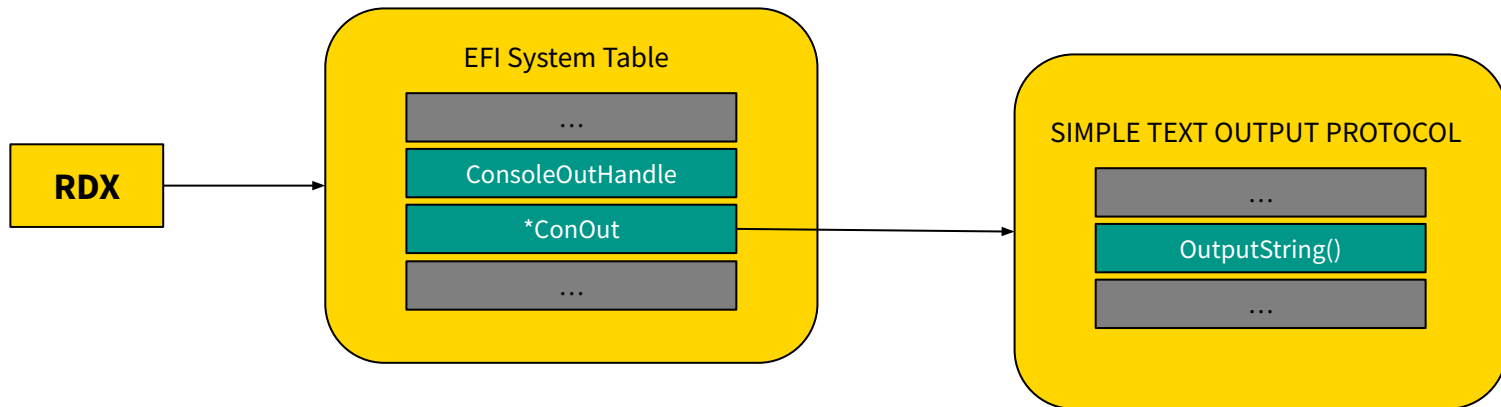 RDX
EFI System Table
...
ConsoleOutHandle
*ConOut
...
SIMPLE TEXT OUTPUT PROTOCOL
...
OutputString()
...